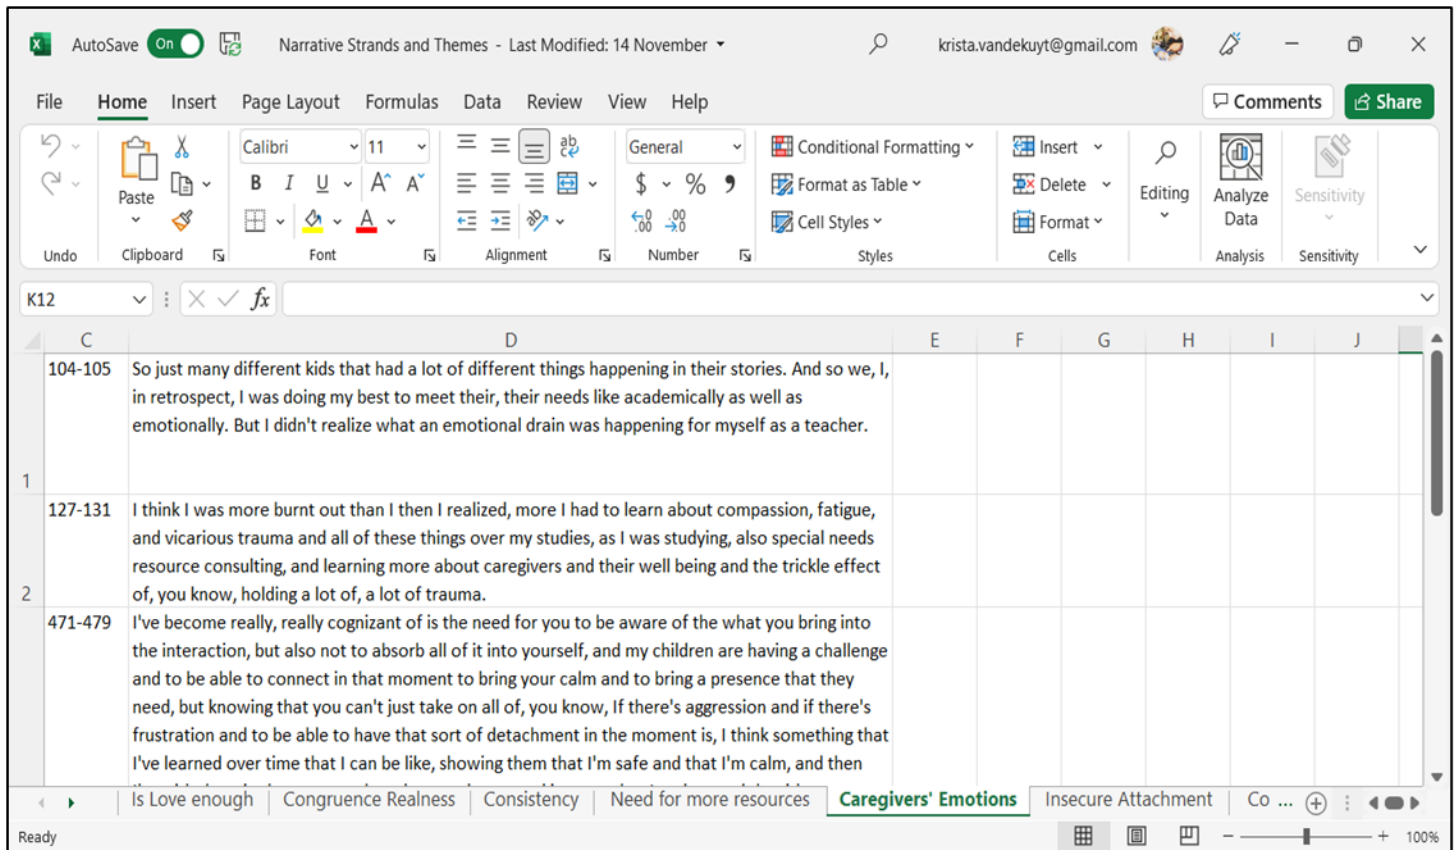 AutoSave On Narrative Strands and Themes - Last Modified: 14 November krista.vandekuyt@gmail.com
File Home Insert Page Layout Formulas Data Review View Help Comments Share
Calibri 11 ab General Conditional Formatting Insert
Paste B I U A A $ % 9 Format as Table Delete Editing Analyze Data Sensitivity
A .00 .00 Cell Styles Format
Undo Clipboard Font Alignment Number Styles Cells Analysis Sensitivity
K12 fx
C D E F G H I J
104-105 So just many different kids that had a lot of different things happening in their stories. And so we, I,
in retrospect, I was doing my best to meet their, their needs like academically as well as
emotionally. But I didn't realize what an emotional drain was happening for myself as a teacher.
1
127-131 I think I was more burnt out than I then I realized, more I had to learn about compassion, fatigue,
and vicarious trauma and all of these things over my studies, as I was studying, also special needs
resource consulting, and learning more about caregivers and their well being and the trickle effect
2 of, you know, holding a lot of, a lot of trauma.
471-479 I've become really, really cognizant of is the need for you to be aware of the what you bring into
the interaction, but also not to absorb all of it into yourself, and my children are having a challenge
and to be able to connect in that moment to bring your calm and to bring a presence that they
need, but knowing that you can't just take on all of, you know, If there's aggression and if there's
frustration and to be able to have that sort of detachment in the moment is, I think something that
I've learned over time that I can be like, showing them that I'm safe and that I'm calm, and then
Is Love enough Congruence Realness Consistency Need for more resources Caregivers' Emotions Insecure Attachment Co ...
Ready 100%